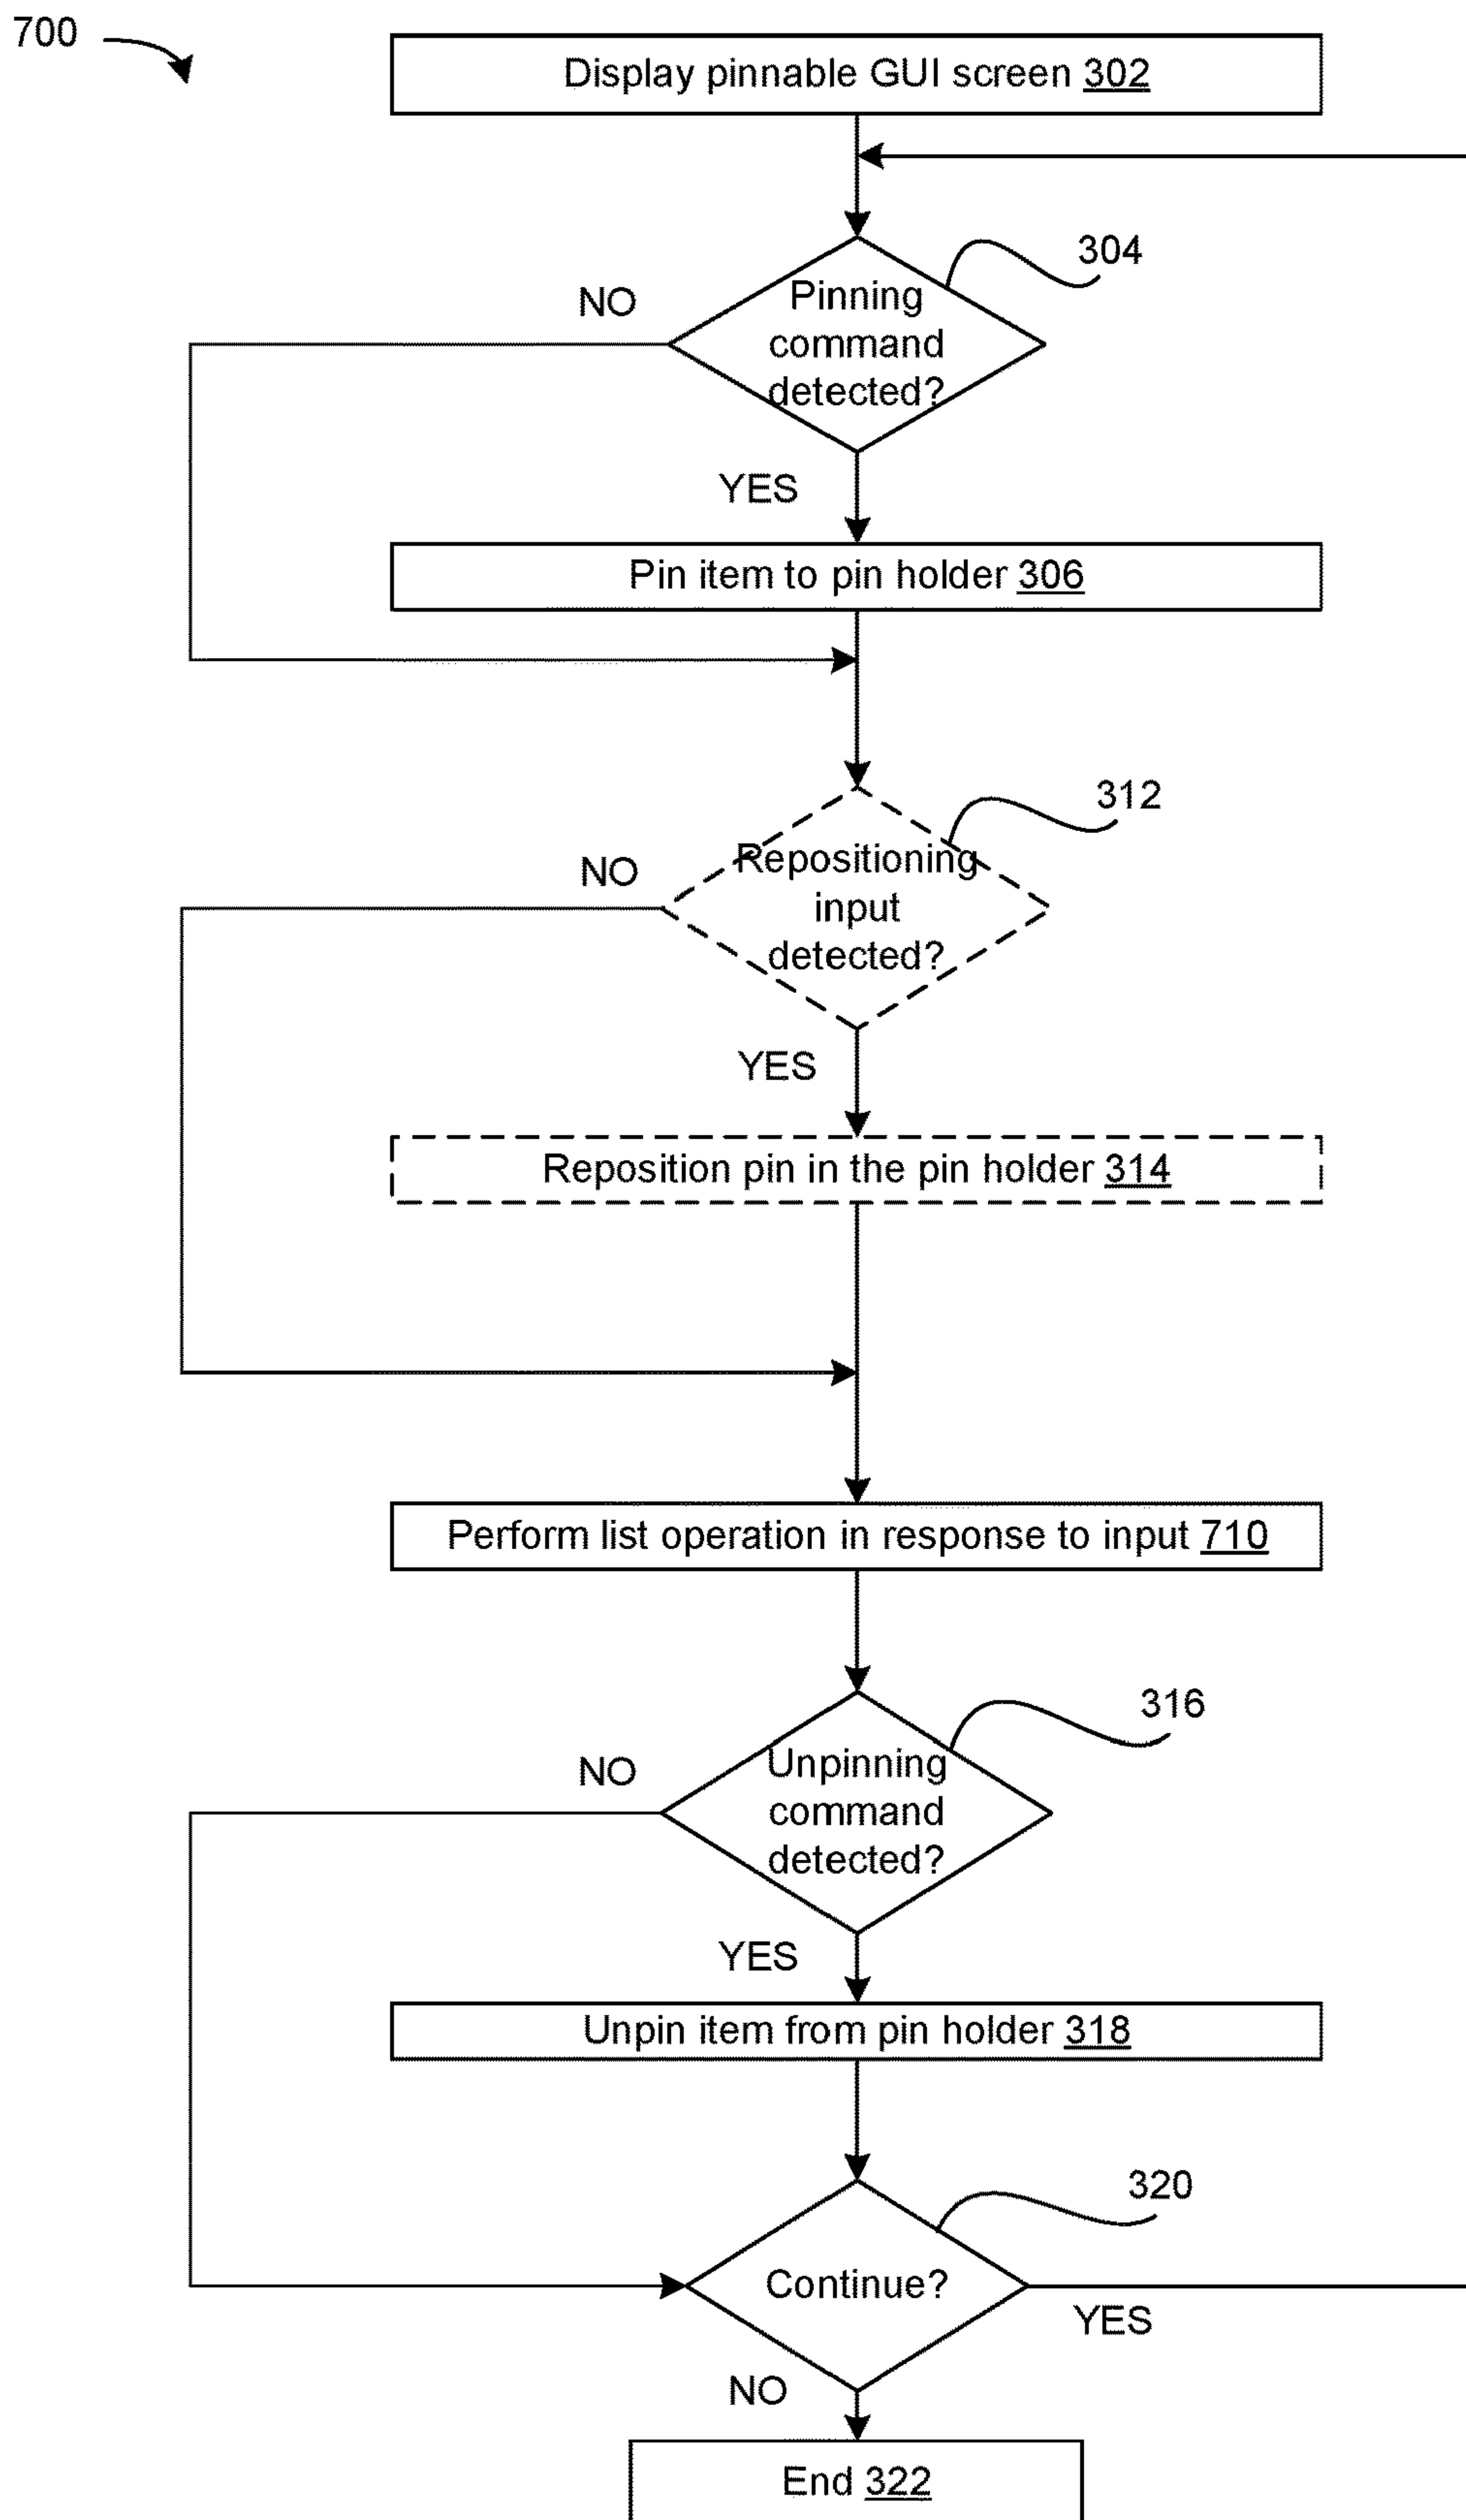 700
Display pinnable GUI screen 302
304
NO
Pinning
command
detected?
YES
Pin item to pin holder 306
312
NO
Repositioning
input
detected?
YES
Reposition pin in the pin holder 314
Perform list operation in response to input 710
316
NO
Unpinning
command
detected?
YES
Unpin item from pin holder 318
320
Continue?
YES
NO
End 322